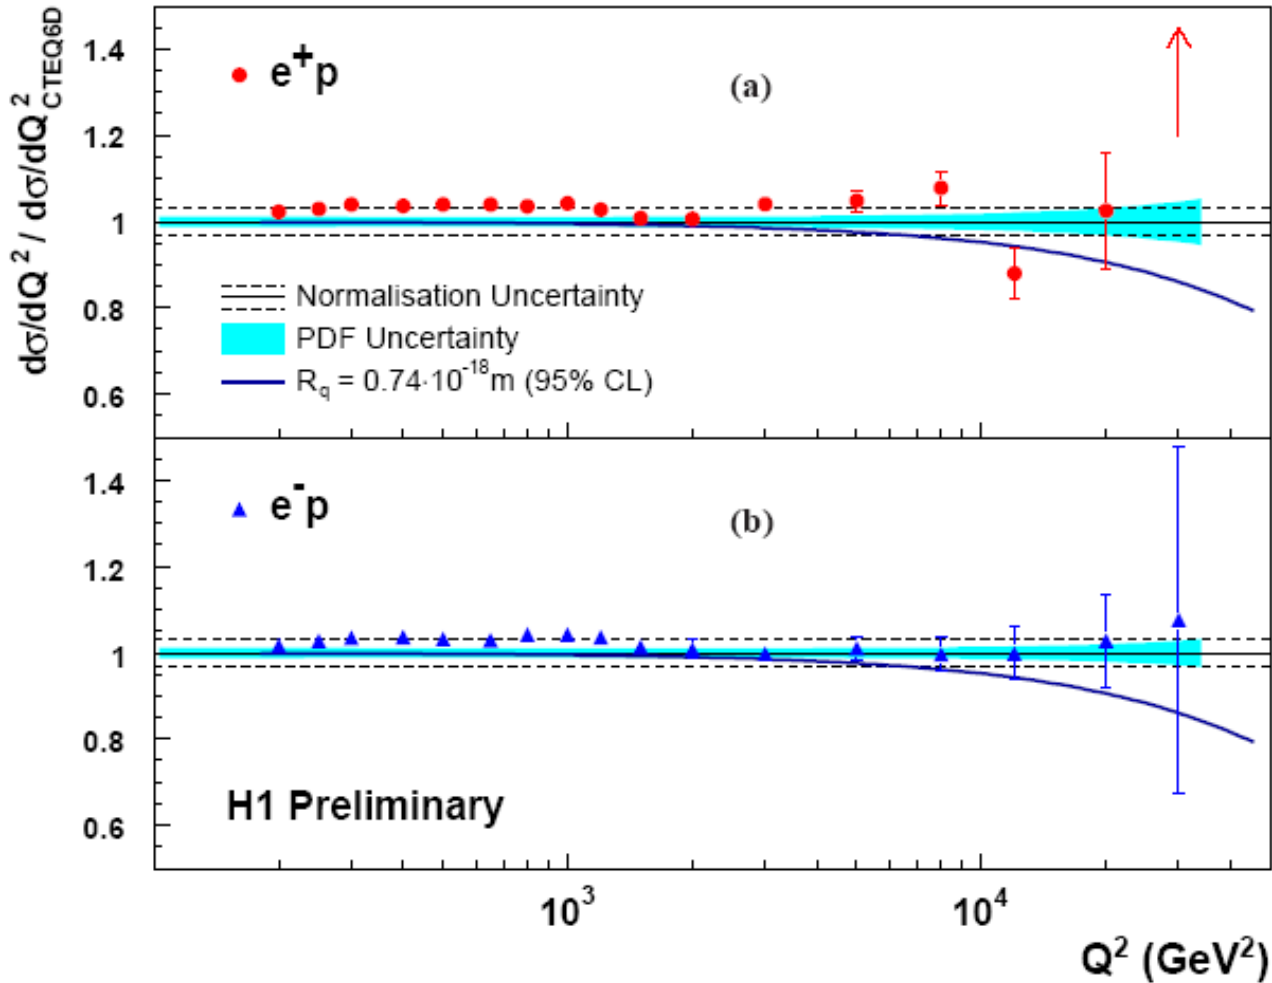 dσ/dQ² / dσ/dQ²CTEQ6D
1.4
1.2
1
0.8
0.6
e⁺p
(a)
Normalisation Uncertainty
PDF Uncertainty
R_q = 0.74·10⁻¹⁸m (95% CL)
1.4
1.2
1
0.8
0.6
e⁻p
(b)
H1 Preliminary
10³
10⁴
Q² (GeV²)